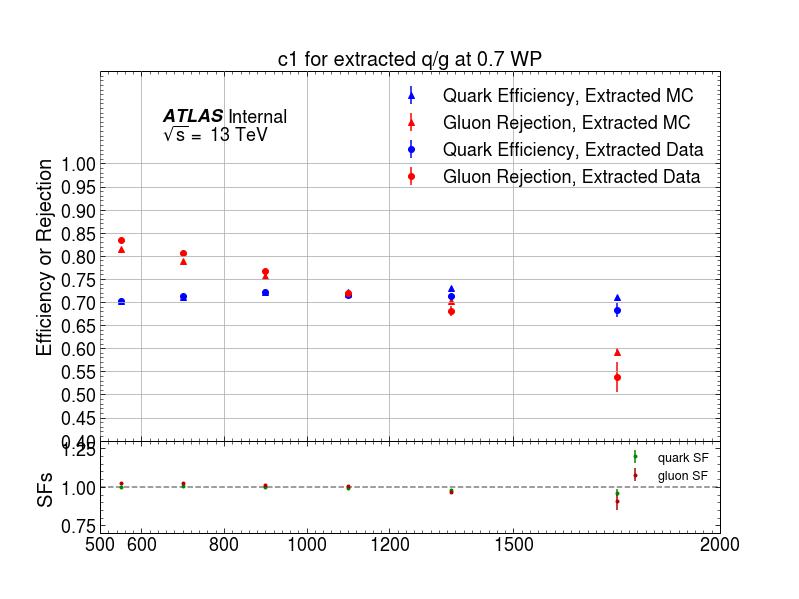 c1 for extracted q/g at 0.7 WP
ATLAS Internal
√s = 13 TeV
Quark Efficiency, Extracted MC
Gluon Rejection, Extracted MC
Quark Efficiency, Extracted Data
Gluon Rejection, Extracted Data
Efficiency or Rejection
1.00
0.95
0.90
0.85
0.80
0.75
0.70
0.65
0.60
0.55
0.50
0.45
0.40
1.25
1.00
0.75
SFs
quark SF
gluon SF
500 600 800 1000 1200 1500 2000